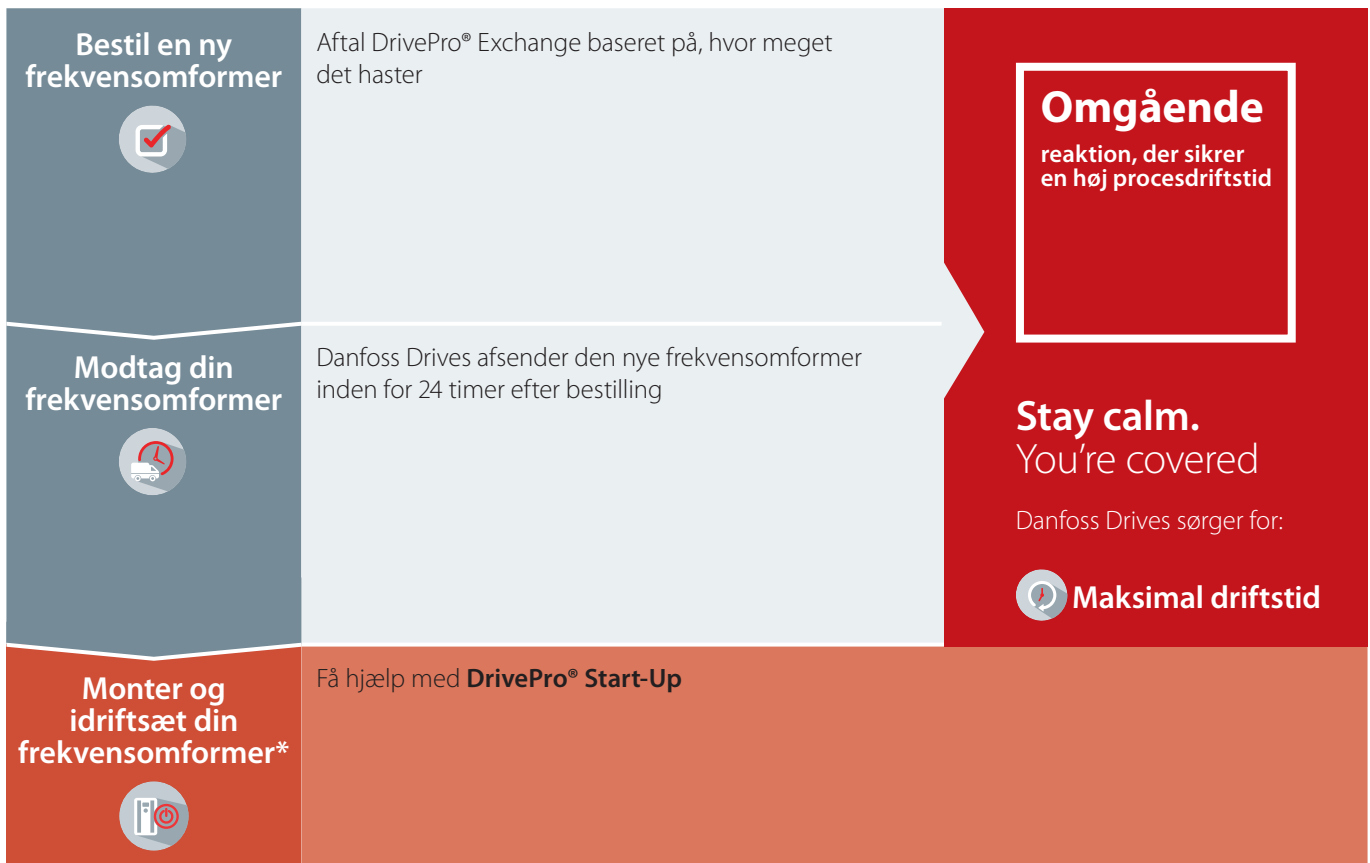 Bestil en ny
frekvensomformer
Aftal DrivePro® Exchange baseret på, hvor meget
det haster
Modtag din
frekvensomformer
Danfoss Drives afsender den nye frekvensomformer
inden for 24 timer efter bestilling
Omgående
reaktion, der sikrer
en høj procesdriftstid
Stay calm.
You're covered
Danfoss Drives sørger for:
Maksimal driftstid
Monter og
idriftsæt din
frekvensomformer*
Få hjælp med DrivePro® Start-Up